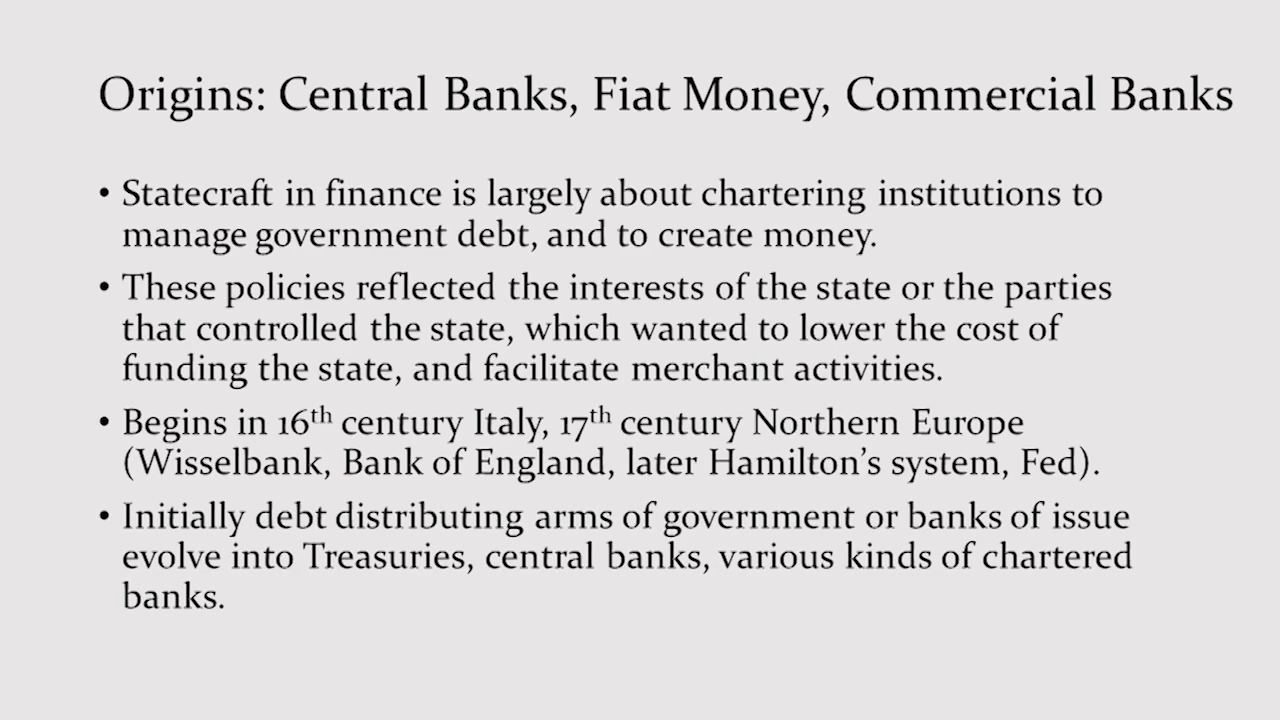 Origins: Central Banks, Fiat Money, Commercial Banks
• Statecraft in finance is largely about chartering institutions to
manage government debt, and to create money.
• These policies reflected the interests of the state or the parties
that controlled the state, which wanted to lower the cost of
funding the state, and facilitate merchant activities.
• Begins in 16th century Italy, 17th century Northern Europe
(Wisselbank, Bank of England, later Hamilton’s system, Fed).
• Initially debt distributing arms of government or banks of issue
evolve into Treasuries, central banks, various kinds of chartered
banks.